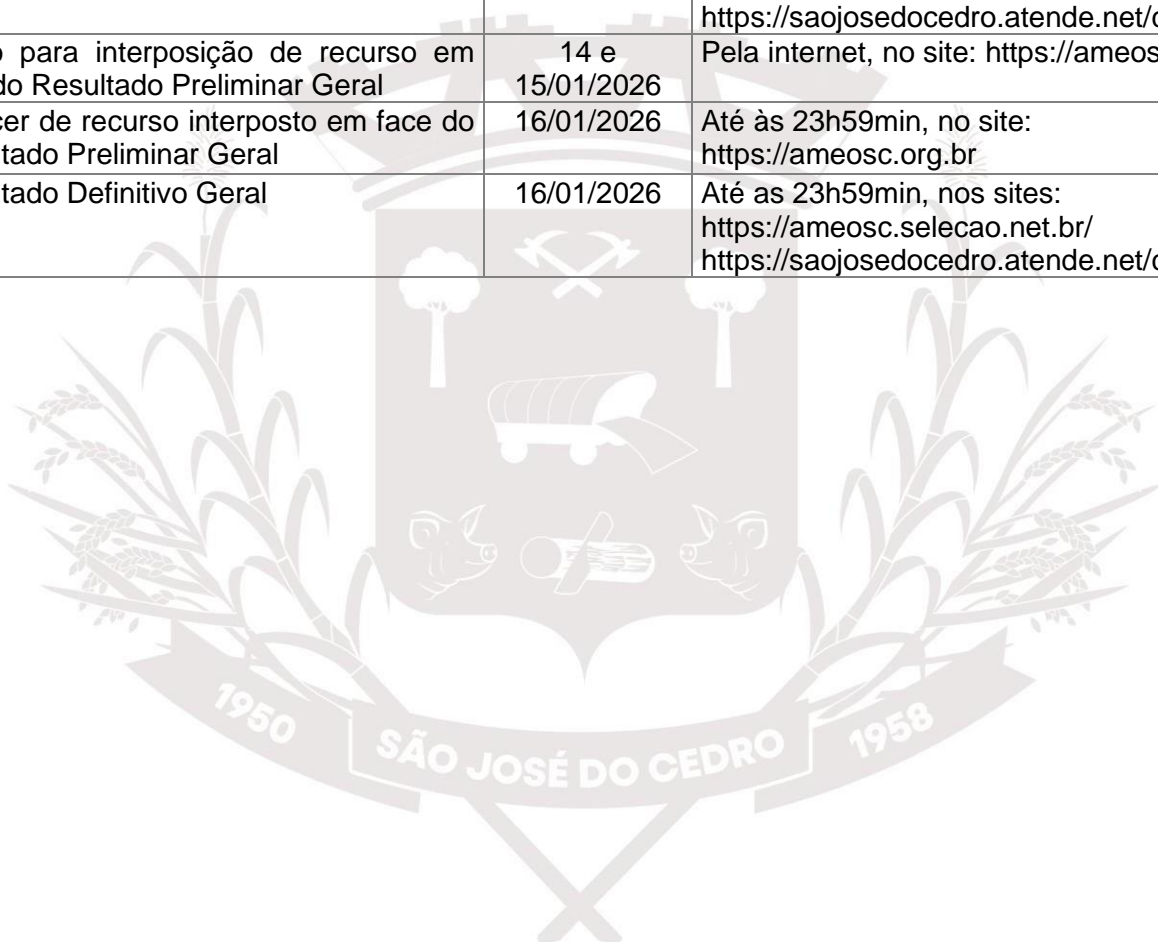 https://saojosedocedro.atende.net/
para interposição de recurso em
do Resultado Preliminar Geral
14 e
15/01/2026
Pela internet, no site: https://ameos
de recurso interposto em face do
Preliminar Geral
16/01/2026
Até às 23h59min, no site:
https://ameosc.org.br
Definitivo Geral
16/01/2026
Até as 23h59min, nos sites:
https://ameosc.selecao.net.br/
https://saojosedocedro.atende.net/
1950
SÃO JOSÉ DO CEDRO
1958